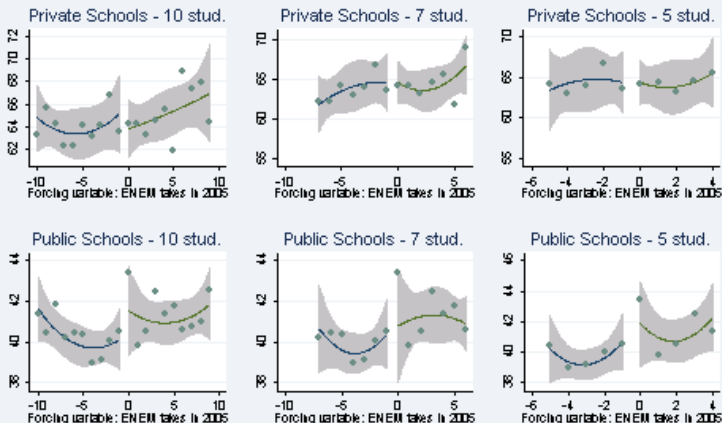 Private Schools - 10 stud.
72
70
68
66
64
62
-10 -5 0 5 10
Forcing variable: ENEM takes in 2005
Private Schools - 7 stud.
70
65
60
55
-10 -5 0 5
Forcing variable: ENEM takes in 2005
Private Schools - 5 stud.
70
65
60
55
-6 -4 -2 0 2 4
Forcing variable: ENEM takes in 2005
Public Schools - 10 stud.
44
42
40
38
-10 -5 0 5 10
Forcing variable: ENEM takes in 2005
Public Schools - 7 stud.
44
42
40
38
-10 -5 0 5
Forcing variable: ENEM takes in 2005
Public Schools - 5 stud.
46
44
42
40
38
-6 -4 -2 0 2 4
Forcing variable: ENEM takes in 2005